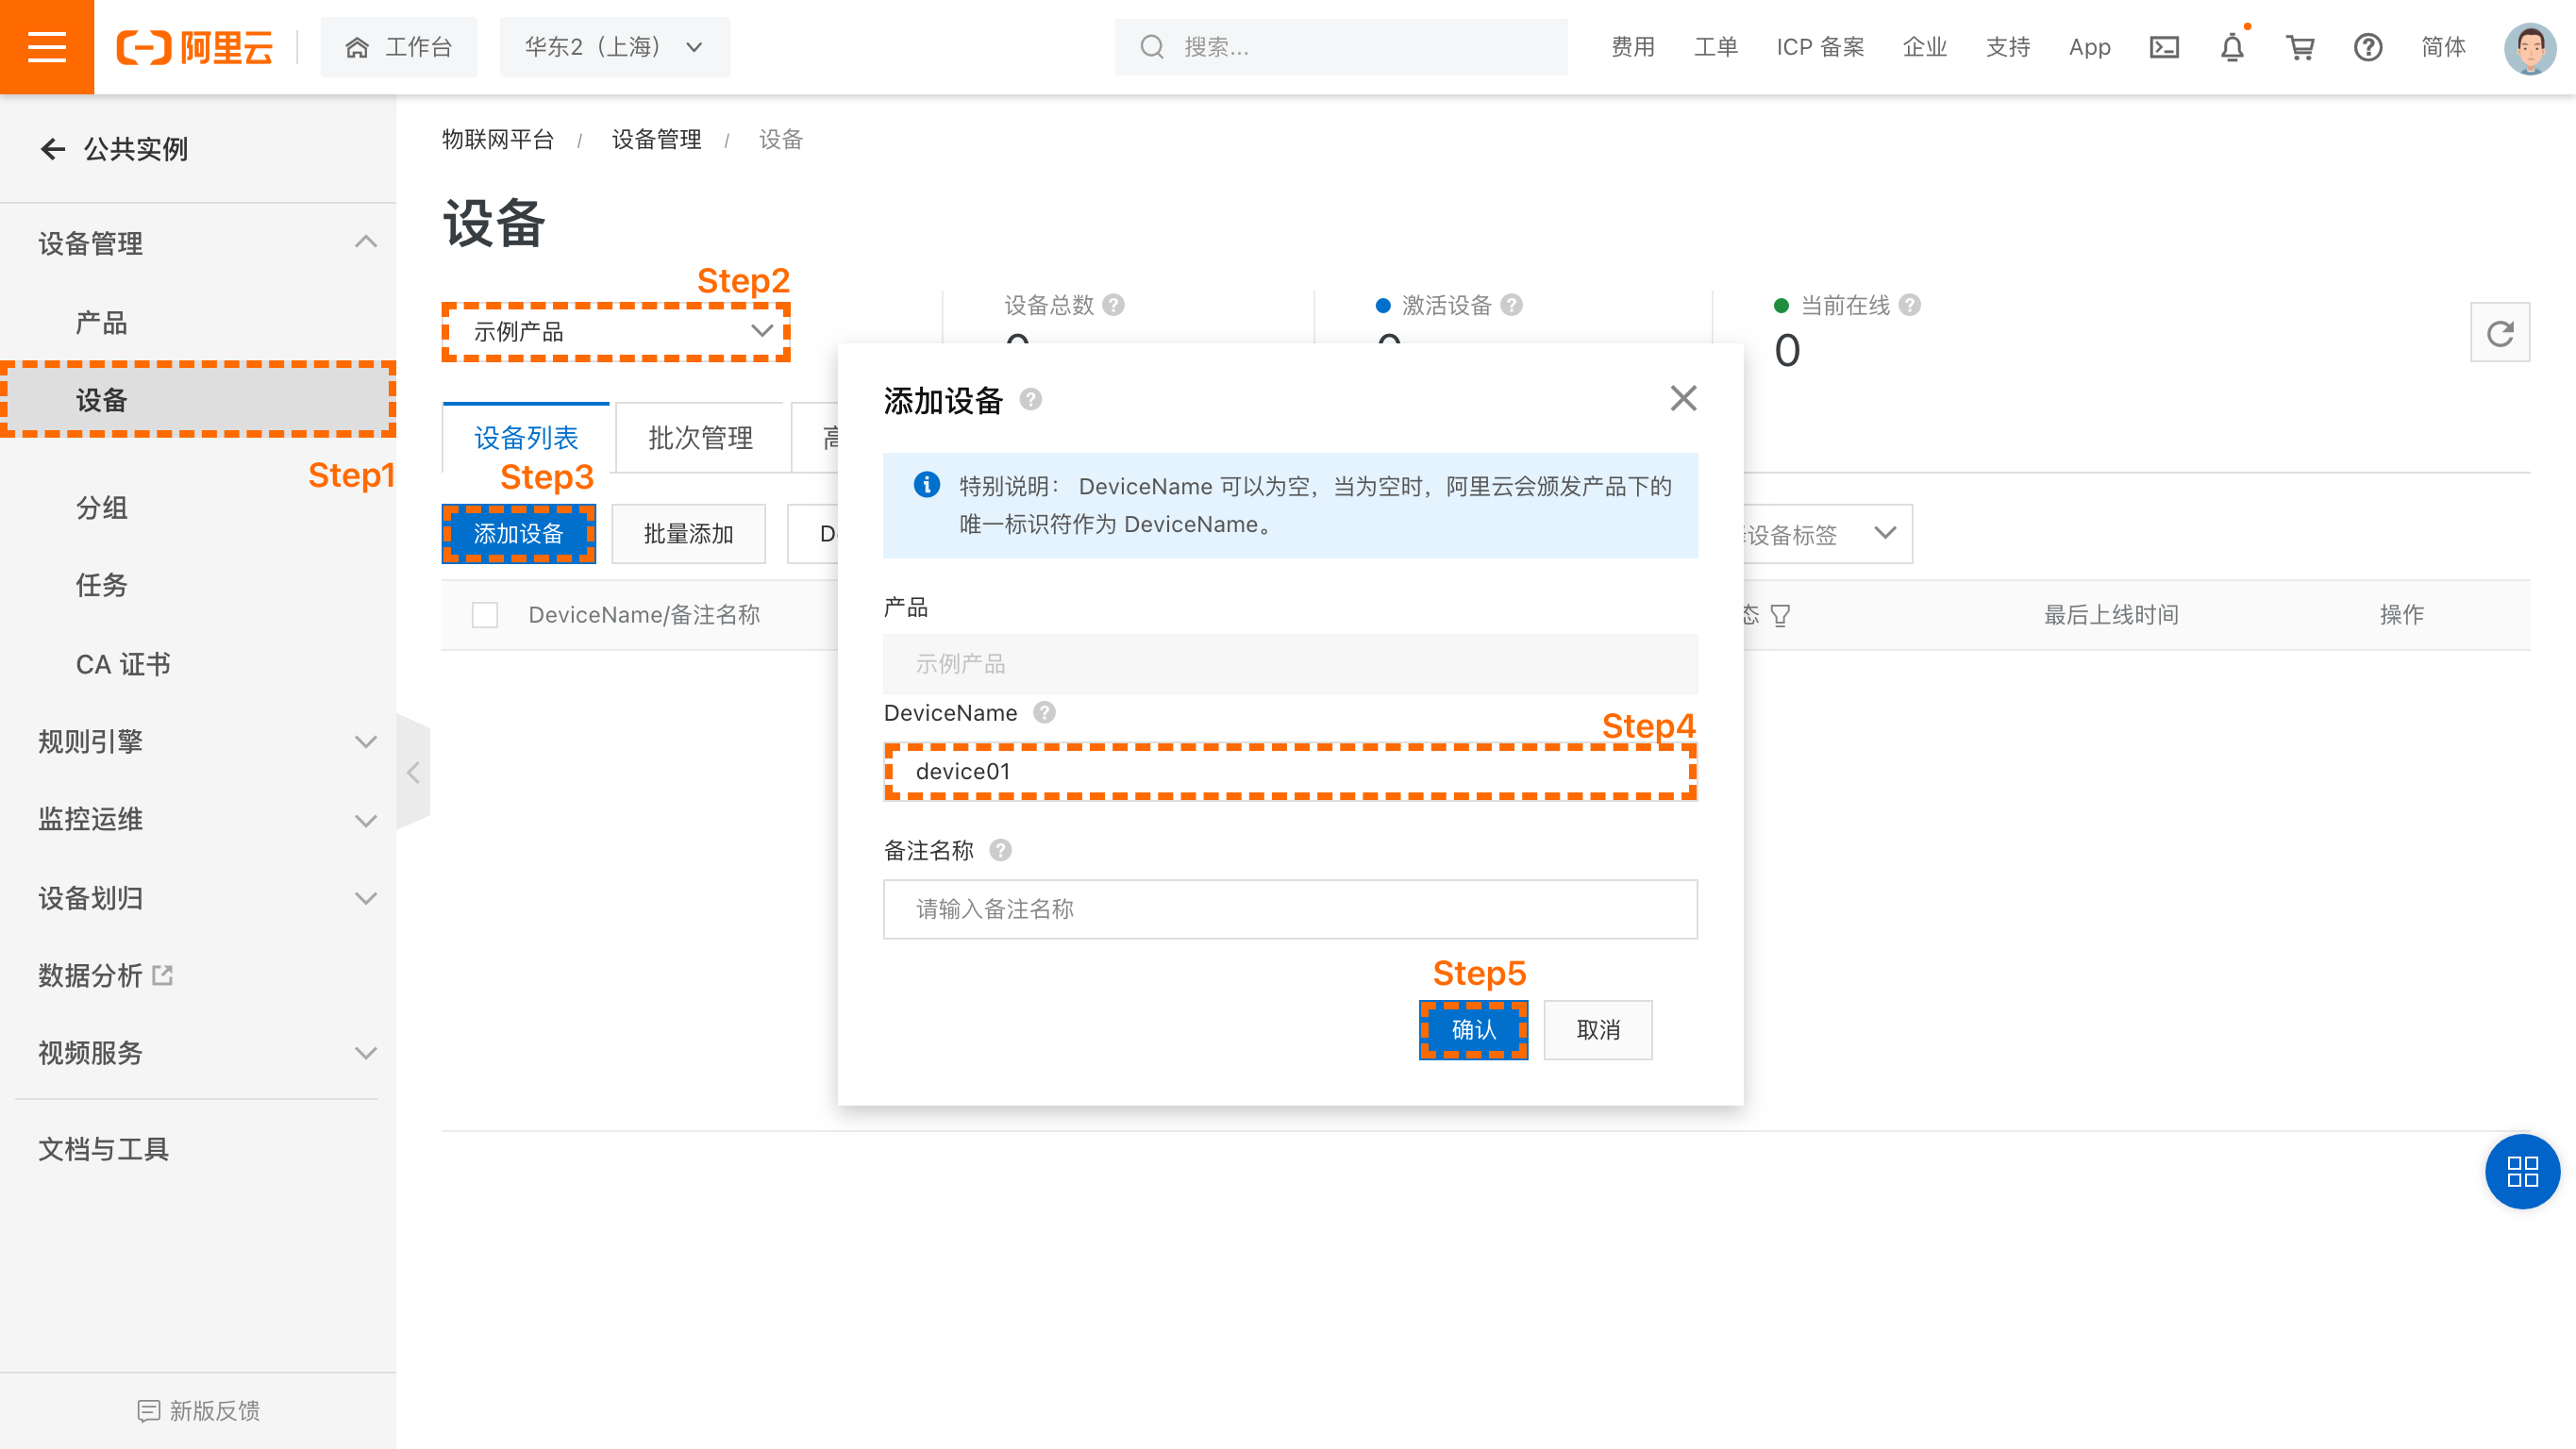 阿里云
工作台
华东2（上海）
搜索...
费用
工单
ICP 备案
企业
支持
App
简体
公共实例
设备管理
产品
设备
Step1
分组
任务
CA 证书
规则引擎
监控运维
设备划归
数据分析
视频服务
文档与工具
新版反馈
物联网平台 / 设备管理 / 设备
设备
Step2
示例产品
设备总数
0
激活设备
0
当前在线
0
设备列表
批次管理
高
Step3
添加设备
批量添加
D
设备标签
DeviceName/备注名称
态
最后上线时间
操作
添加设备
特别说明： DeviceName 可以为空，当为空时，阿里云会颁发产品下的
唯一标识符作为 DeviceName。
产品
示例产品
DeviceName
Step4
device01
备注名称
请输入备注名称
Step5
确认
取消